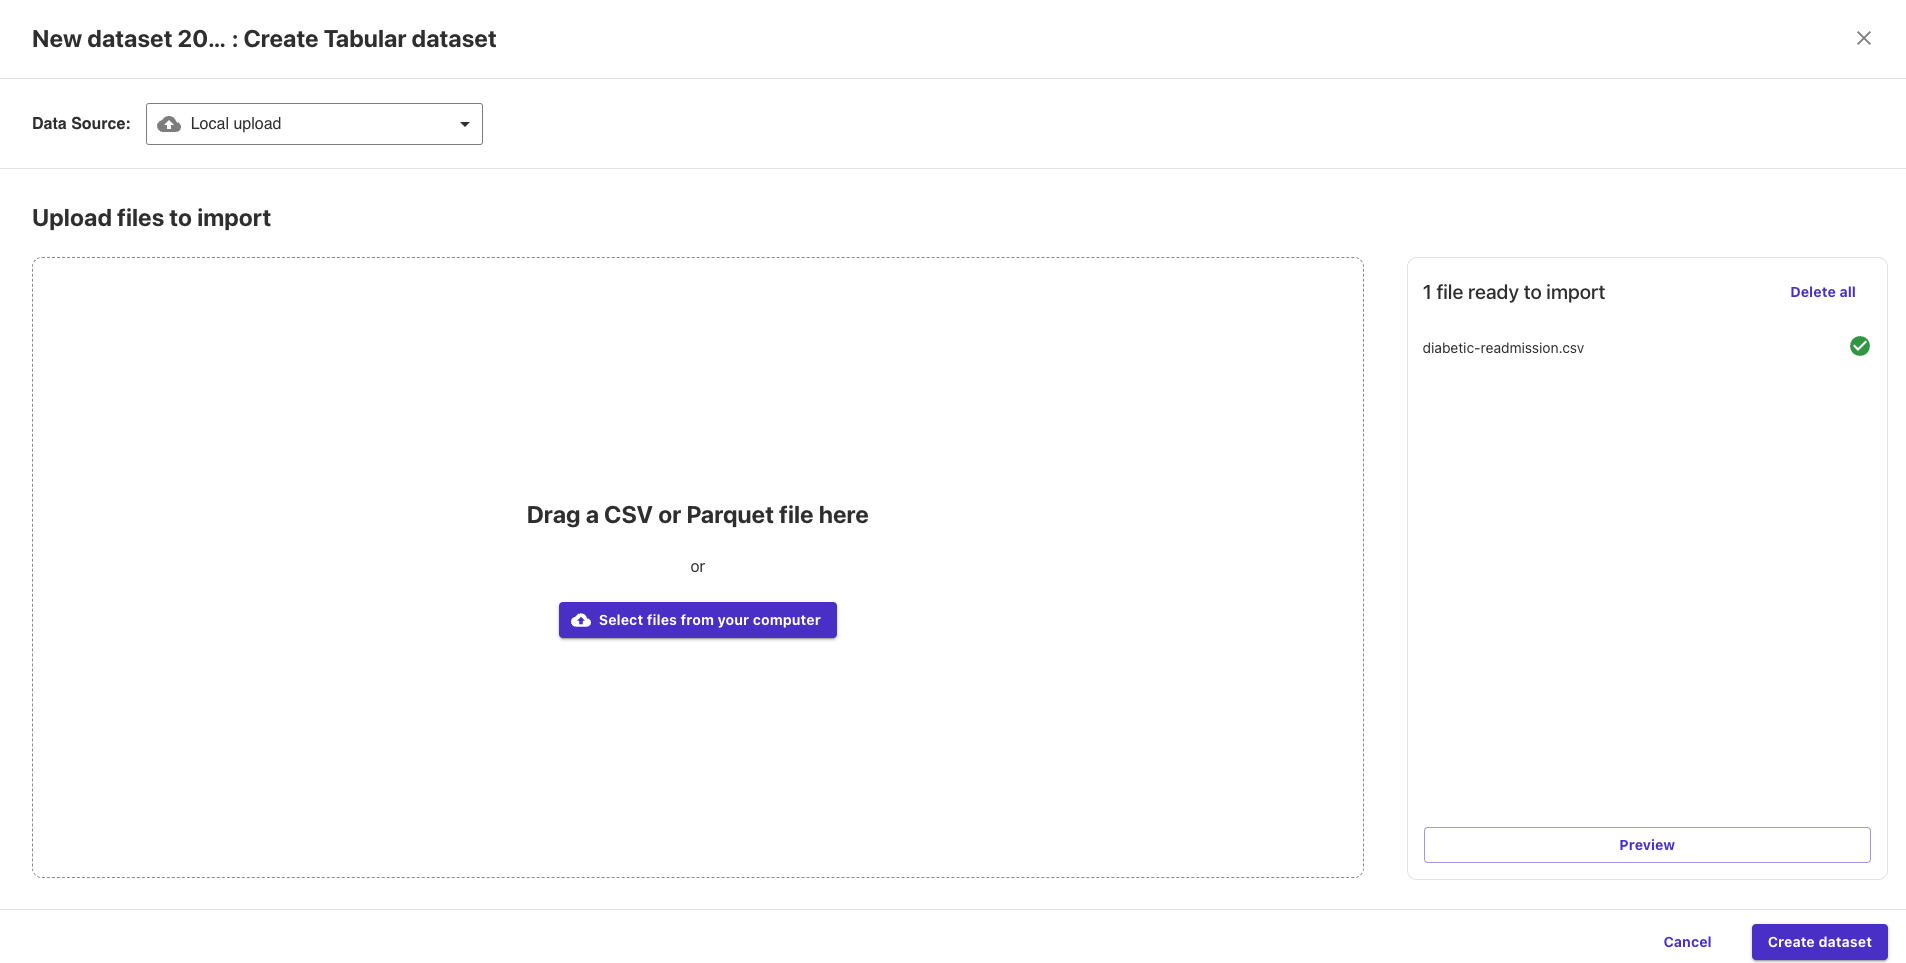 New dataset 20... : Create Tabular dataset
Data Source:
Local upload
Upload files to import
Drag a CSV or Parquet file here
or
Select files from your computer
1 file ready to import
Delete all
diabetic-readmission.csv
Preview
Cancel
Create dataset